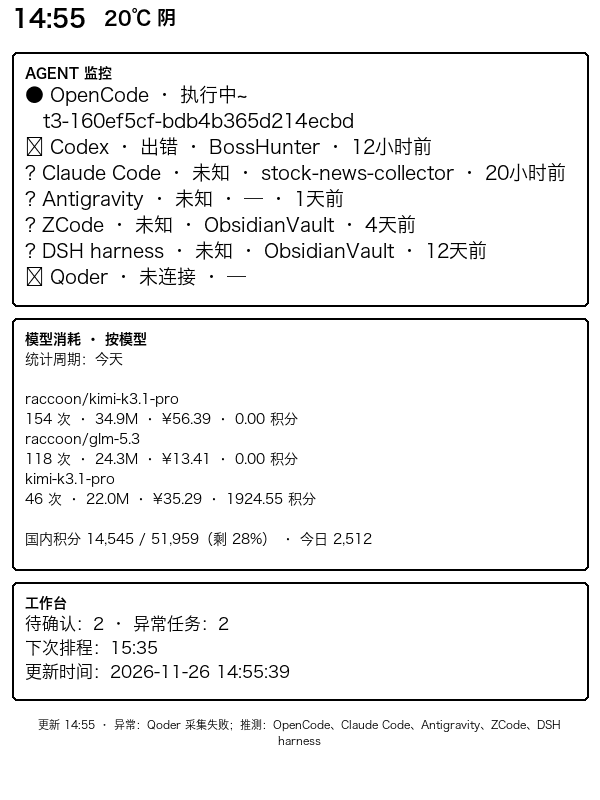 14:55 20℃ 阴
AGENT 监控
● OpenCode · 执行中~
t3-160ef5cf-bdb4b365d214ecbd
☒ Codex · 出错 · BossHunter · 12小时前
? Claude Code · 未知 · stock-news-collector · 20小时前
? Antigravity · 未知 · — · 1天前
? ZCode · 未知 · ObsidianVault · 4天前
? DSH harness · 未知 · ObsidianVault · 12天前
☒ Qoder · 未连接 · —
模型消耗 · 按模型
统计周期：今天
raccoon/kimi-k3.1-pro
154 次 · 34.9M · ¥56.39 · 0.00 积分
raccoon/glm-5.3
118 次 · 24.3M · ¥13.41 · 0.00 积分
kimi-k3.1-pro
46 次 · 22.0M · ¥35.29 · 1924.55 积分
国内积分 14,545 / 51,959（剩 28%） · 今日 2,512
工作台
待确认：2 · 异常任务：2
下次排程：15:35
更新时间：2026-11-26 14:55:39
更新 14:55 · 异常：Qoder 采集失败；推测：OpenCode、Claude Code、Antigravity、ZCode、DSH
harness